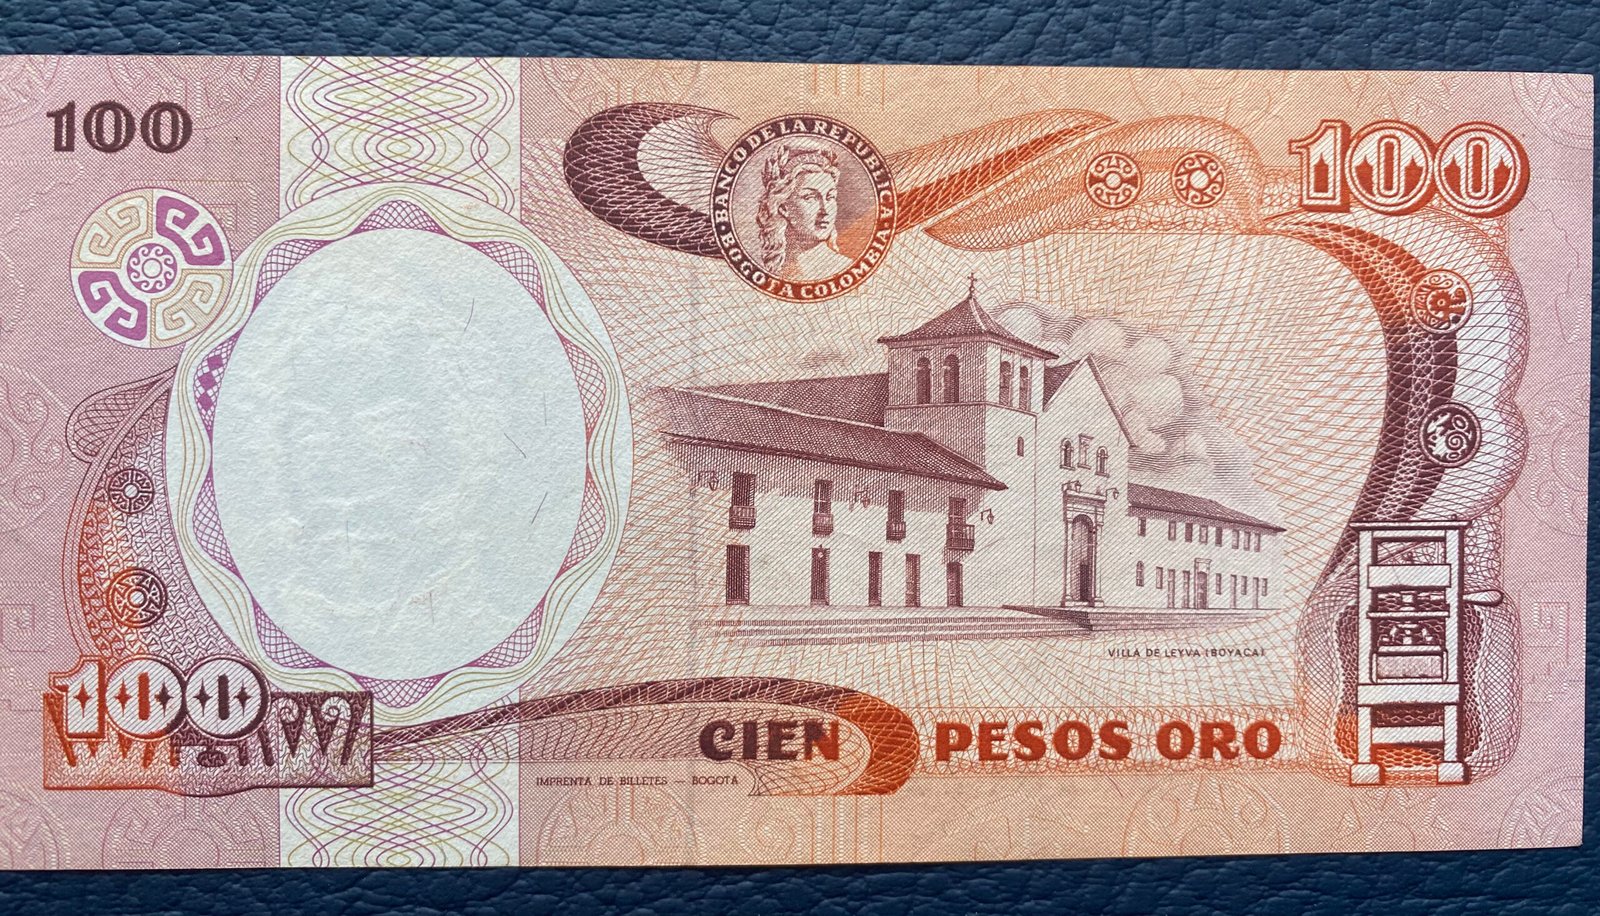 100
BANCO DE LA REPUBLICA
BOGOTA COLOMBIA
100
VILLA DE LEYVA (BOYACA)
100
CIEN PESOS ORO
IMPRENTA DE BILLETES — BOGOTA